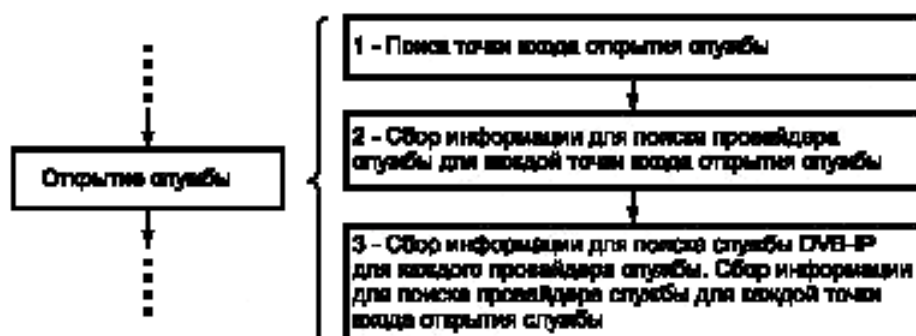 Открытие службы
1 - Поиск точки входа открытия службы
2 - Сбор информации для поиска провайдера
службы для каждой точки входа открытия службы
3 - Сбор информации для поиска службы DVB-IP
для каждого провайдера службы. Сбор информации
для поиска провайдера службы для каждой точки
входа открытия службы